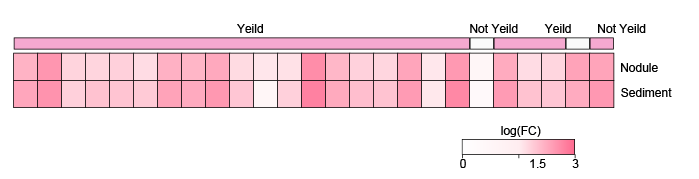 Yeild Not Yeild Yeild Not Yeild
Nodule
Sediment
log(FC)
0 1.5 3